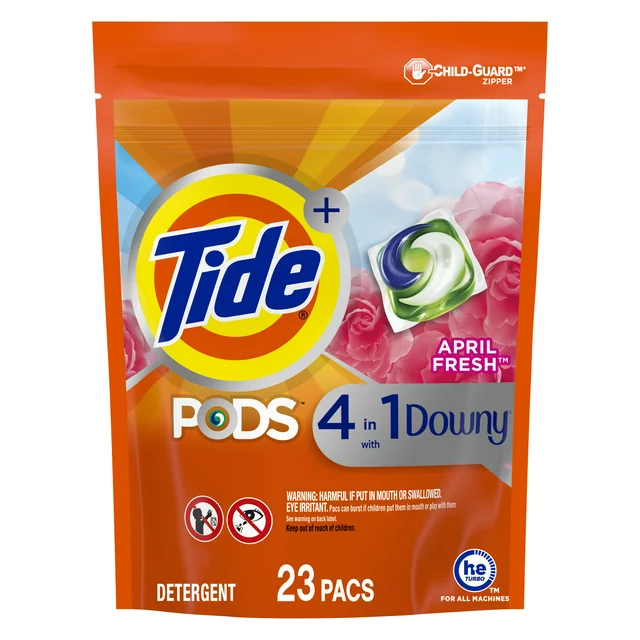 CHILD-GUARD™*
ZIPPER
+
Tide®
PODS™
4 in 1 Downy
with
APRIL
FRESH™
WARNING: HARMFUL IF PUT IN MOUTH OR SWALLOWED.
EYE IRRITANT. Pacs can burst if children put them in mouth or play with them.
See warning on back label.
Keep out of reach of children.
DETERGENT
23 PACS
he
TURBO
™
FOR ALL MACHINES